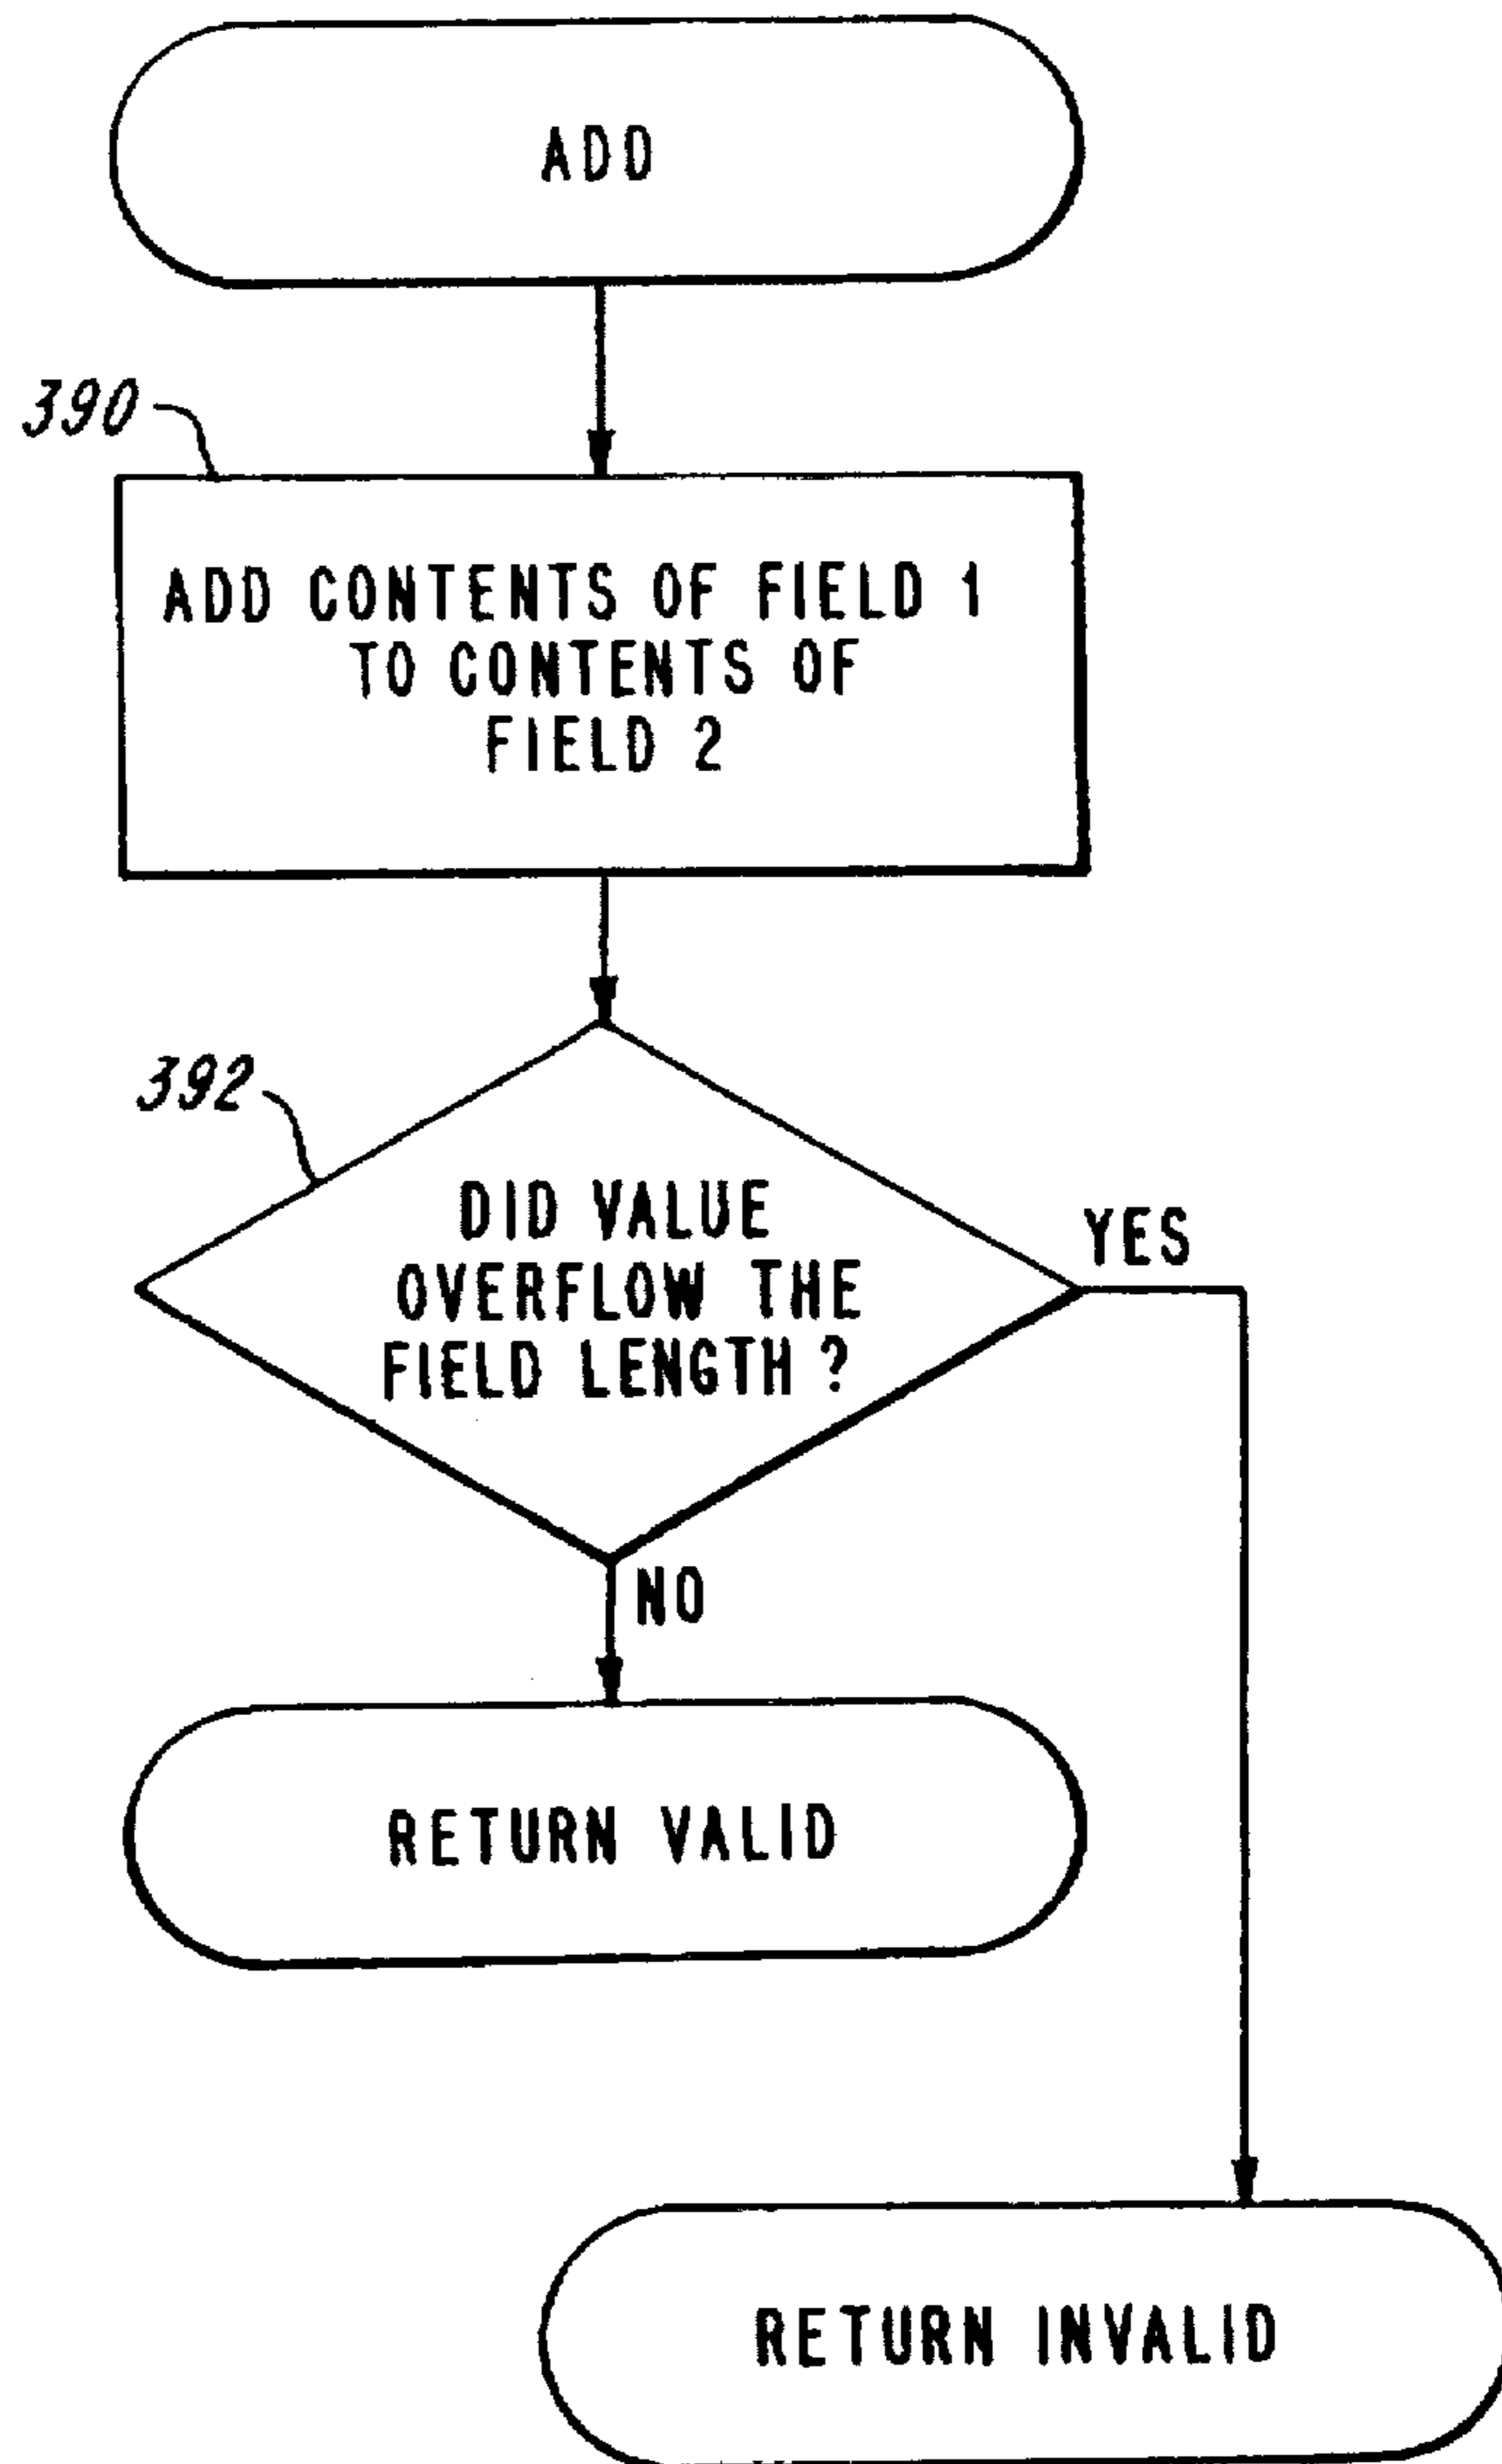 ADD
390
ADD CONTENTS OF FIELD 1
TO CONTENTS OF
FIELD 2
392
DID VALUE
OVERFLOW THE
FIELD LENGTH?
YES
NO
RETURN VALID
RETURN INVALID